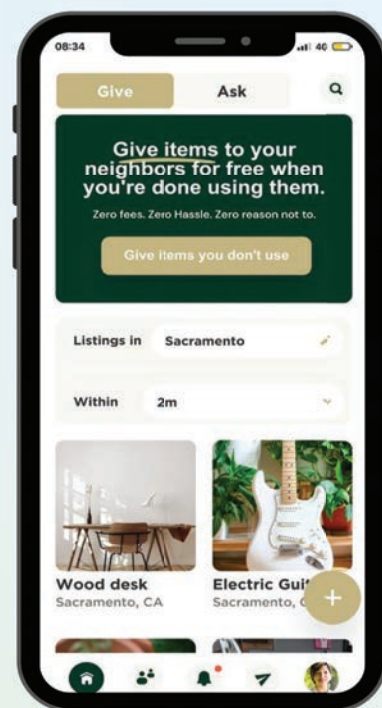 08:34
4G
Give
Ask
Give items to your
neighbors for free when
you're done using them.
Zero fees. Zero Hassle. Zero reason not to.
Give items you don't use
Listings in
Sacramento
Within
2m
Wood desk
Electric
Sacramento, CA
Sacramento,
+